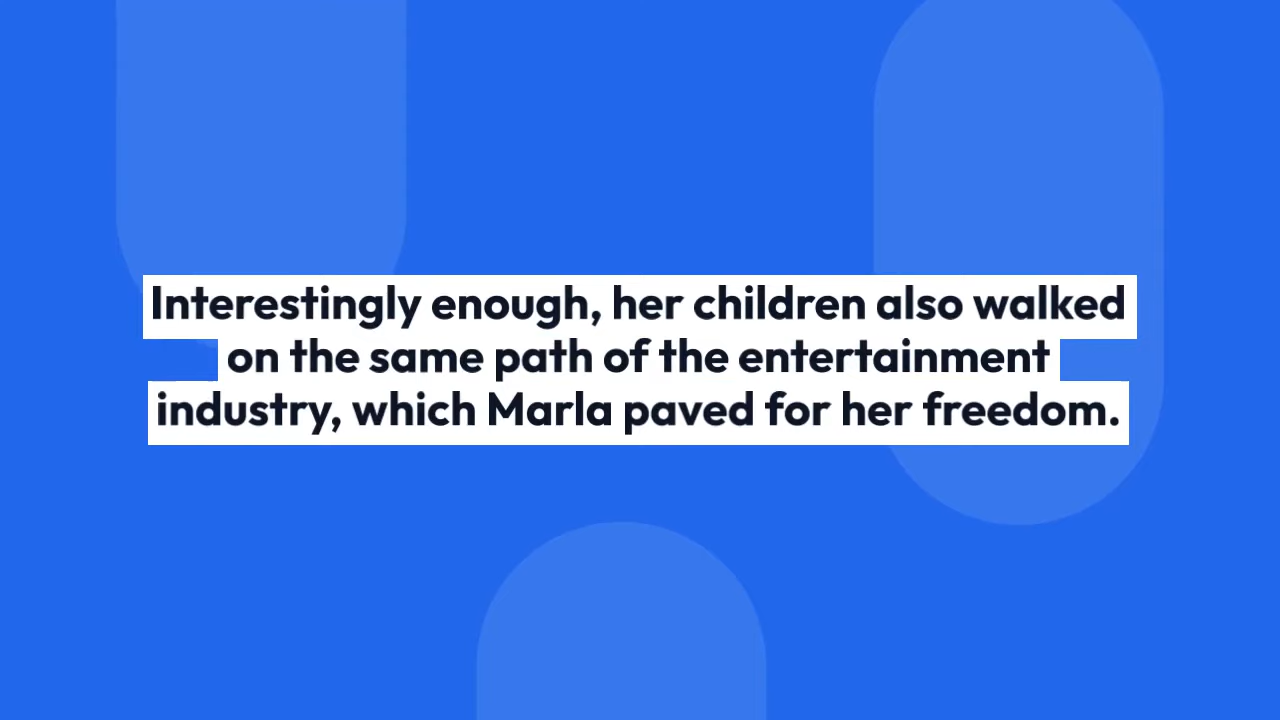 Interestingly enough, her children also walked
on the same path of the entertainment
industry, which Marla paved for her freedom.